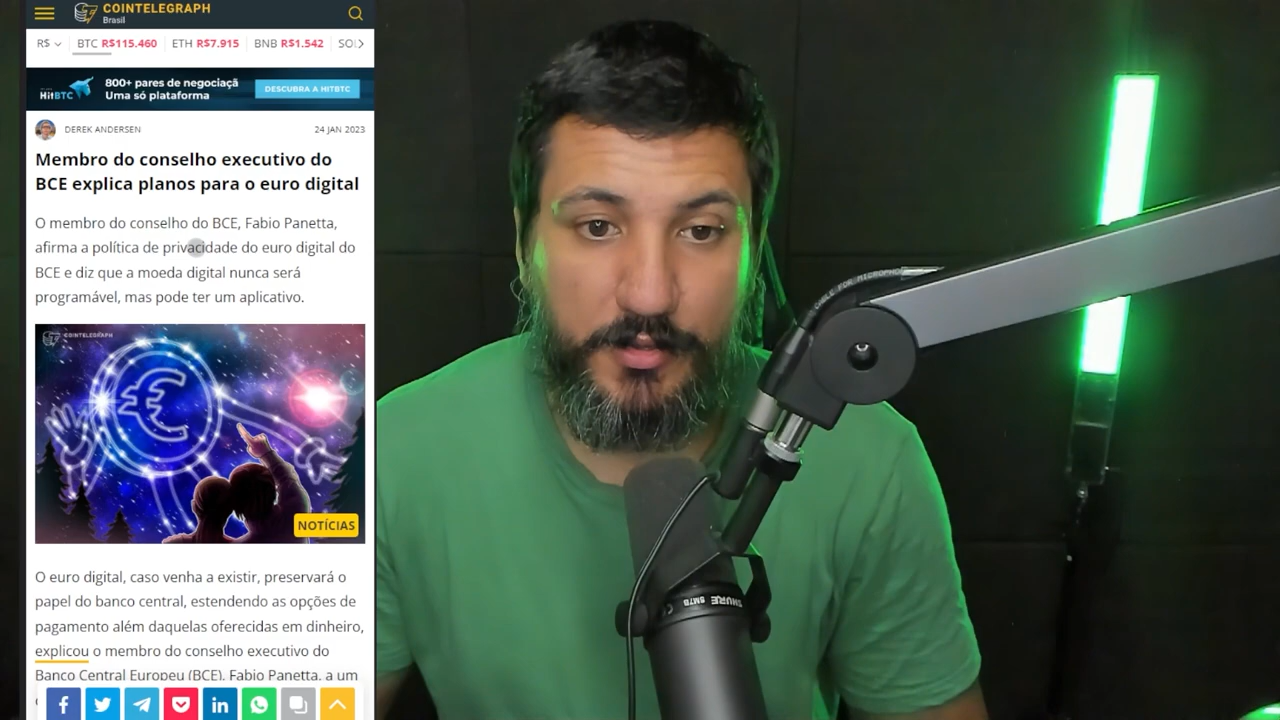 COINTELEGRAPH
Brasil
R$ BTC R$115.460 ETH R$7.915 BNB R$1.542
HitBTC
800+ pares de negociaçã
Uma só plataforma
DESCUBRA A HITBTC
DEREK ANDERSEN 24 JAN 2023
Membro do conselho executivo do
BCE explica planos para o euro digital
O membro do conselho do BCE, Fabio Panetta,
afirma a política de privacidade do euro digital do
BCE e diz que a moeda digital nunca será
programável, mas pode ter um aplicativo.
COINTELEGRAPH
€
NOTÍCIAS
O euro digital, caso venha a existir, preservará o
papel do banco central, estendendo as opções de
pagamento além daquelas oferecidas em dinheiro,
explicou o membro do conselho executivo do
Banco Central Europeu (BCE), Fabio Panetta, a um
CABLE FOR MICROPHO
SHURE SM7B